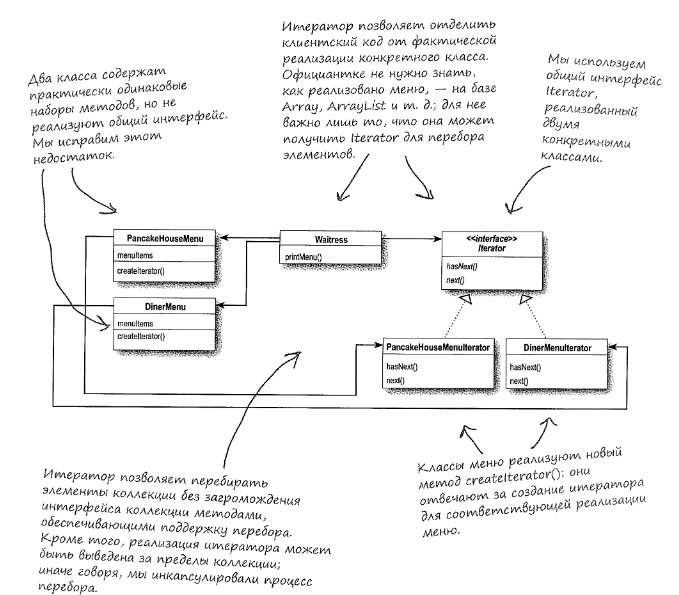 Итератор позволяет отделить
клиентский код от фактической
реализации конкретного класса.
Официантке не нужно знать,
как реализовано меню, — на базе
Array, ArrayList и т. д.; для нее
важно лишь то, что она может
получить Iterator для перебора
элементов.
Мы используем
общий интерфейс
Iterator,
реализованный
двумя
конкретными
классами.
Два класса содержат
практически одинаковые
наборы методов, но не
реализуют общий интерфейс.
Мы исправим этот
недостаток.
PancakeHouseMenu
menuItems
createIterator()
Waitress
printMenu()
<<interface>>
Iterator
hasNext()
next()
DinerMenu
menuItems
createIterator()
PancakeHouseMenuIterator
hasNext()
next()
DinerMenuIterator
hasNext()
next()
Итератор позволяет перебирать
элементы коллекции без загромождения
интерфейса коллекции методами,
обеспечивающими поддержку перебора.
Кроме того, реализация итератора может
быть выведена за пределы коллекции;
иначе говоря, мы инкапсулировали процесс
перебора.
Классы меню реализуют новый
метод createIterator(); они
отвечают за создание итератора
для соответствующей реализации
меню.